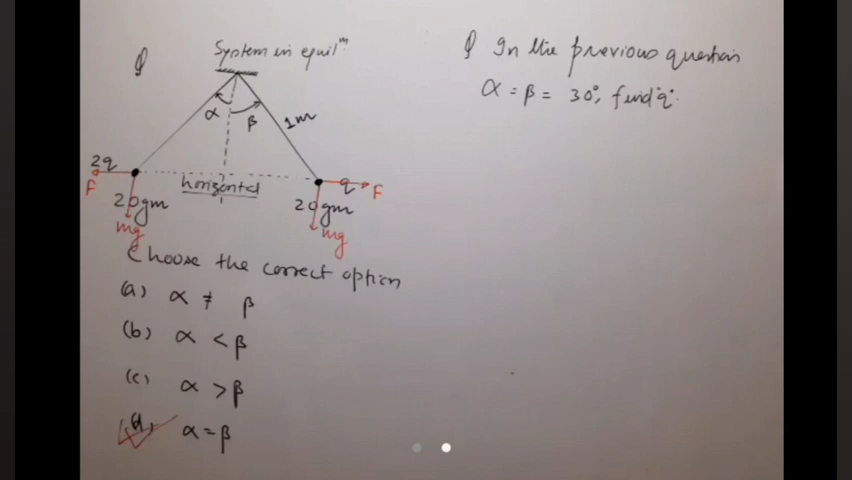 Q System in equil^m
α β 1m
2q q
F F
horizontal
20gm 20gm
mg mg
Choose the correct option
(a) α ≠ β
(b) α < β
(c) α > β
(d) α = β
Q In the previous question
α = β = 30°, find "q".